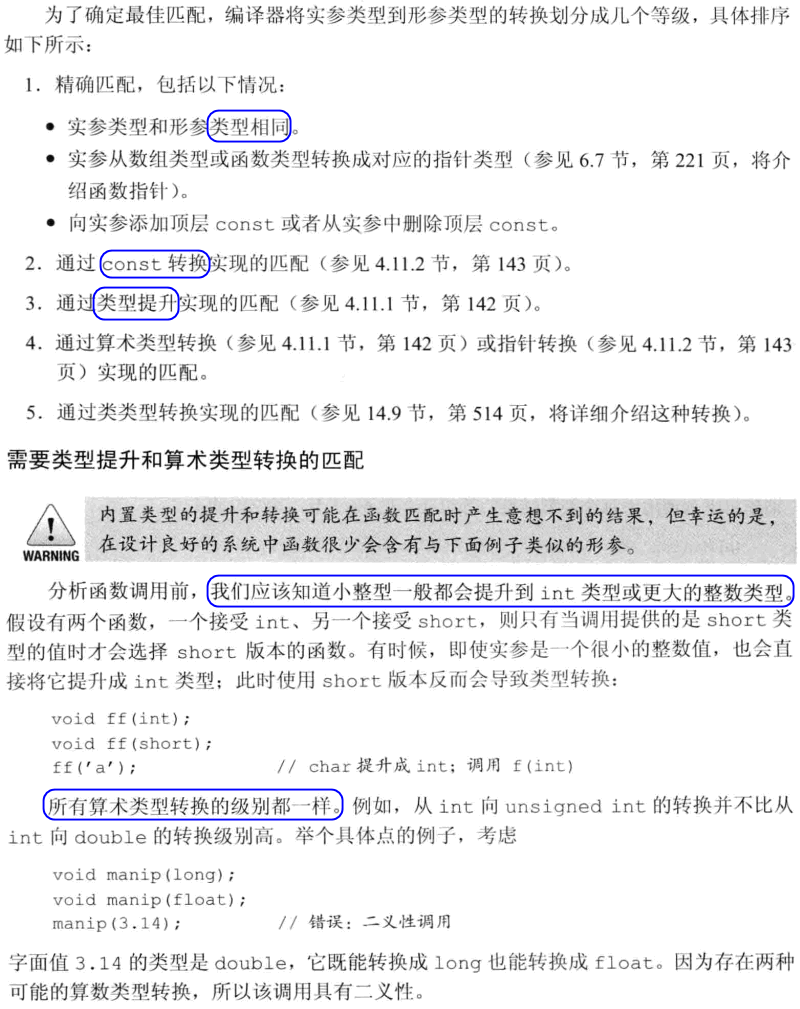 为了确定最佳匹配，编译器将实参类型到形参类型的转换划分成几个等级，具体排序
如下所示：
1．精确匹配，包括以下情况：
● 实参类型和形参类型相同。
● 实参从数组类型或函数类型转换成对应的指针类型（参见 6.7 节，第 221 页，将介
绍函数指针）。
● 向实参添加顶层 const 或者从实参中删除顶层 const。
2．通过 const 转换实现的匹配（参见 4.11.2 节，第 143 页）。
3．通过类型提升实现的匹配（参见 4.11.1 节，第 142 页）。
4．通过算术类型转换（参见 4.11.1 节，第 142 页）或指针转换（参见 4.11.2 节，第 143
页）实现的匹配。
5．通过类类型转换实现的匹配（参见 14.9 节，第 514 页，将详细介绍这种转换）。
需要类型提升和算术类型转换的匹配
内置类型的提升和转换可能在函数匹配时产生意想不到的结果，但幸运的是，
在设计良好的系统中函数很少会含有与下面例子类似的形参。
WARNING
分析函数调用前，我们应该知道小整型一般都会提升到 int 类型或更大的整数类型。
假设有两个函数，一个接受 int、另一个接受 short，则只有当调用提供的是 short 类
型的值时才会选择 short 版本的函数。有时候，即使实参是一个很小的整数值，也会直
接将它提升成 int 类型；此时使用 short 版本反而会导致类型转换：
void ff(int);
void ff(short);
ff('a'); // char 提升成 int；调用 f(int)
所有算术类型转换的级别都一样。例如，从 int 向 unsigned int 的转换并不比从
int 向 double 的转换级别高。举个具体点的例子，考虑
void manip(long);
void manip(float);
manip(3.14); // 错误：二义性调用
字面值 3.14 的类型是 double，它既能转换成 long 也能转换成 float。因为存在两种
可能的算数类型转换，所以该调用具有二义性。